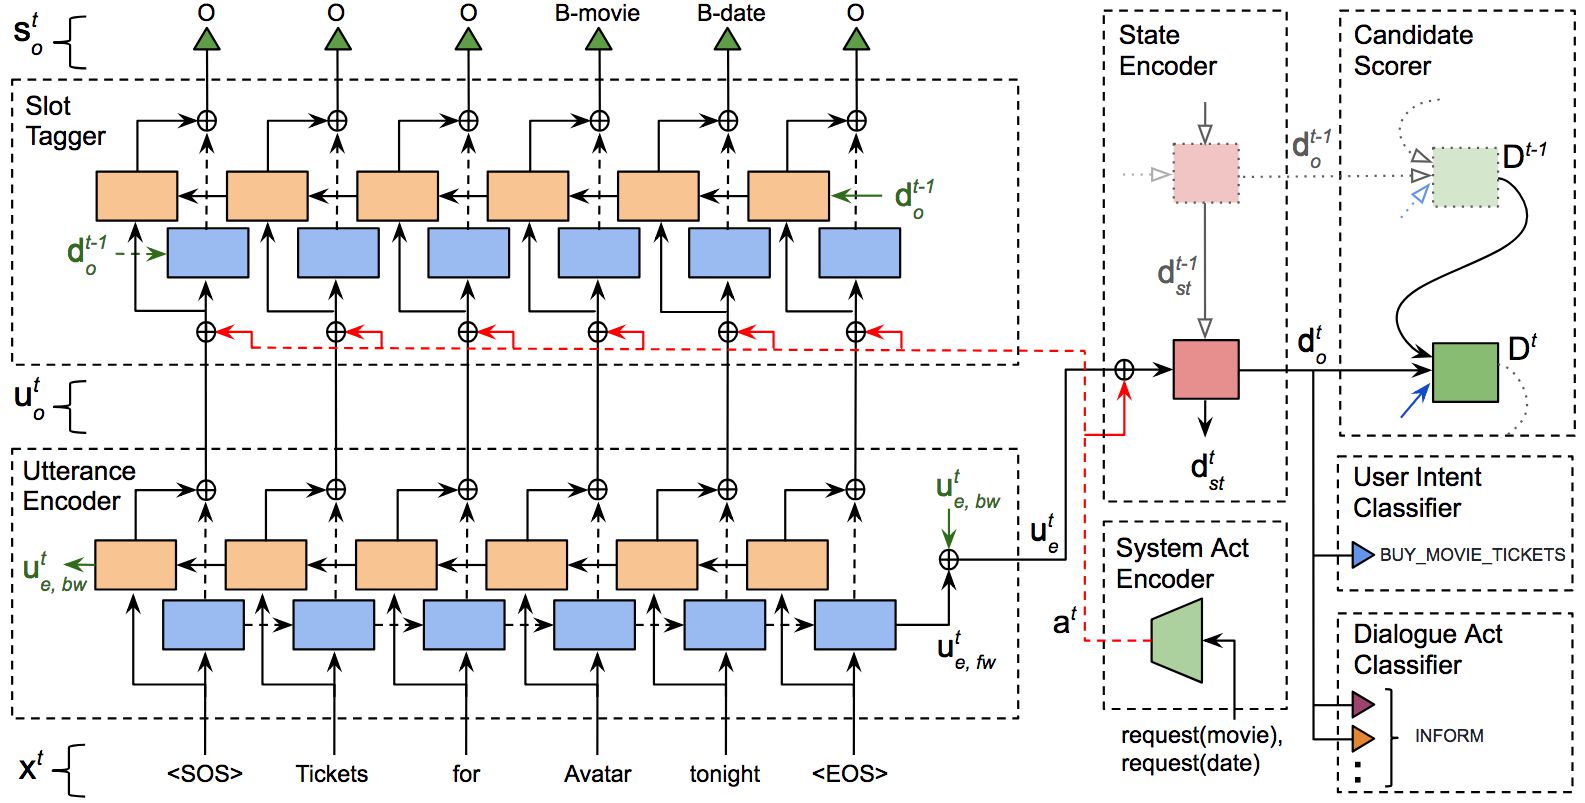 s_o^t
O O O B-movie B-date O
Slot
Tagger
d_o^{t-1}
d_o^{t-1}
u_o^t
Utterance
Encoder
u_{e, bw}^t
u_{e, bw}^t
u_e^t
u_{e, fw}^t
x^t
<SOS> Tickets for Avatar tonight <EOS>
State
Encoder
d_{st}^{t-1}
d_{st}^t
d_o^{t-1}
d_o^t
System Act
Encoder
a^t
request(movie),
request(date)
Candidate
Scorer
D^{t-1}
D^t
User Intent
Classifier
BUY_MOVIE_TICKETS
Dialogue Act
Classifier
INFORM